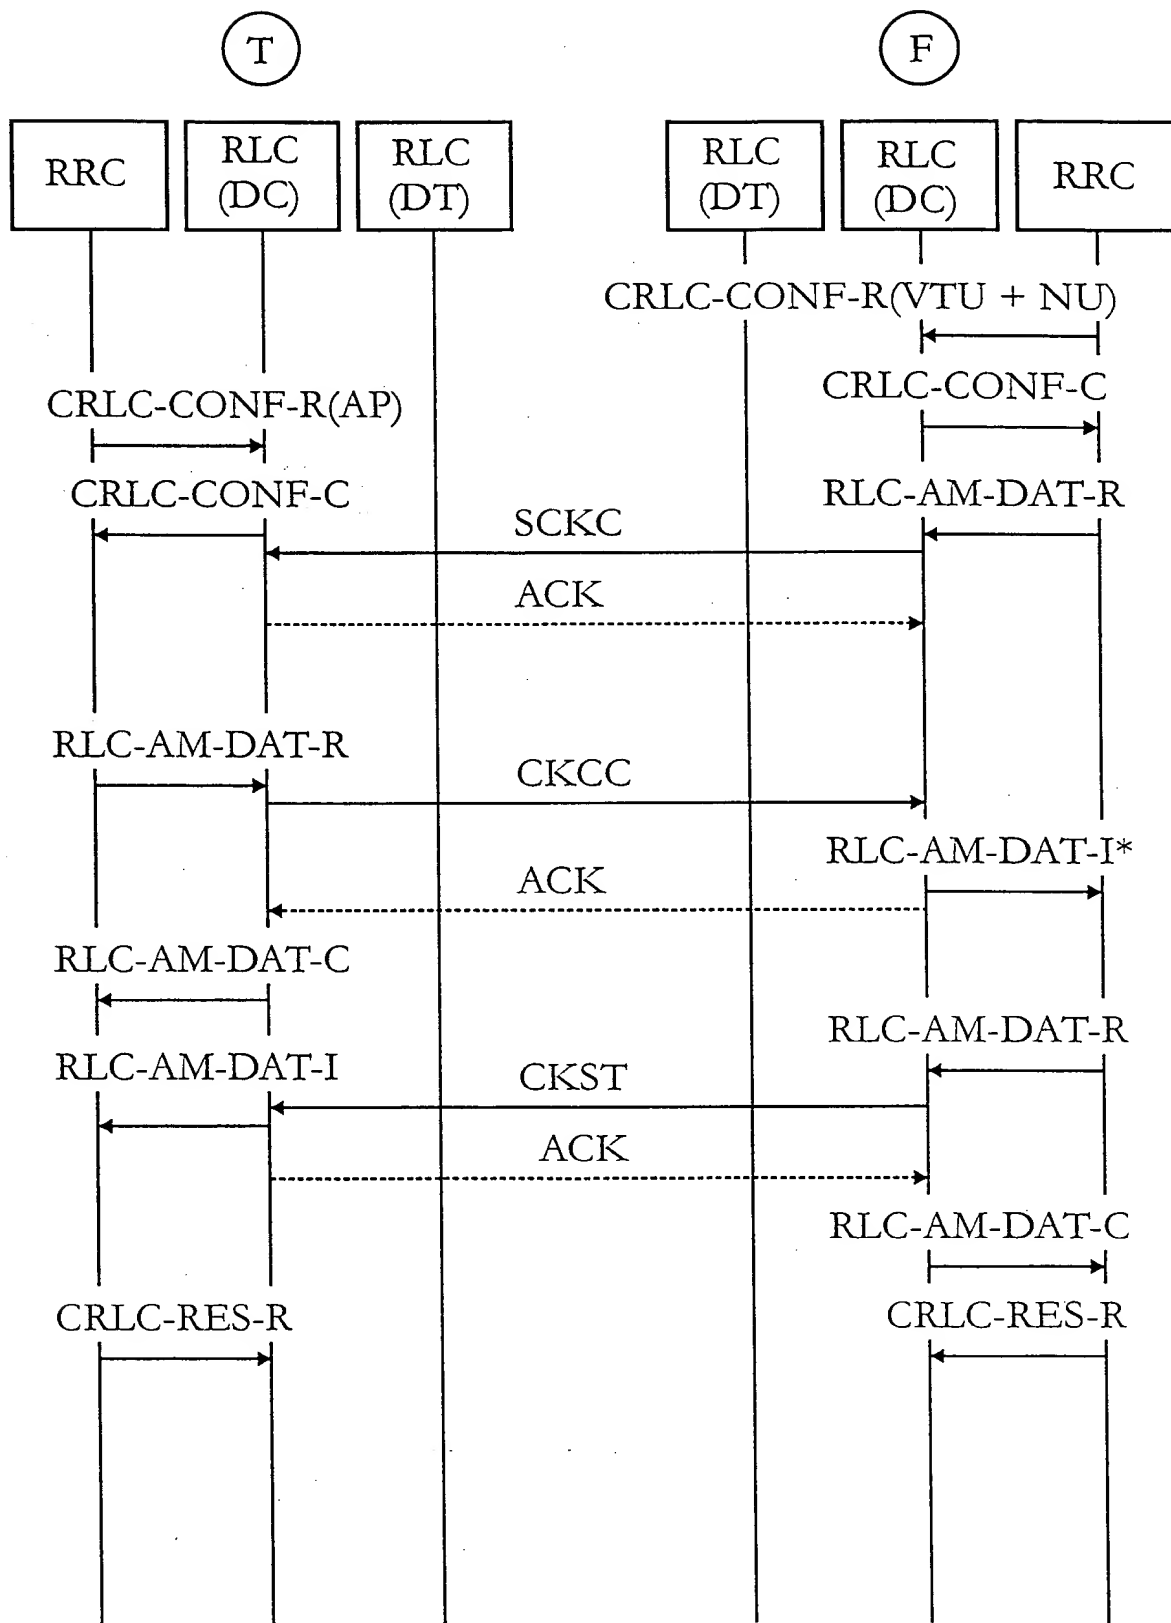 T
F
RRC
RLC
(DC)
RLC
(DT)
RLC
(DT)
RLC
(DC)
RRC
CRLC-CONF-R(VTU + NU)
CRLC-CONF-R(AP)
CRLC-CONF-C
CRLC-CONF-C
RLC-AM-DAT-R
SCKC
ACK
RLC-AM-DAT-R
CKCC
RLC-AM-DAT-I*
ACK
RLC-AM-DAT-C
RLC-AM-DAT-R
RLC-AM-DAT-I
CKST
ACK
RLC-AM-DAT-C
CRLC-RES-R
CRLC-RES-R